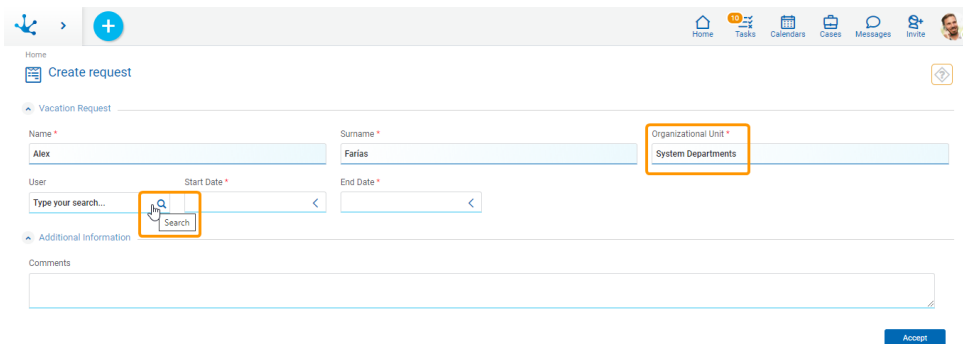 10
Home Tasks Calendars Cases Messages Invite
Home
Create request
Vacation Request
Name * Surname * Organizational Unit *
Alex Farías System Departments
User Start Date * End Date *
Type your search...
Search
Additional Information
Comments
Accept